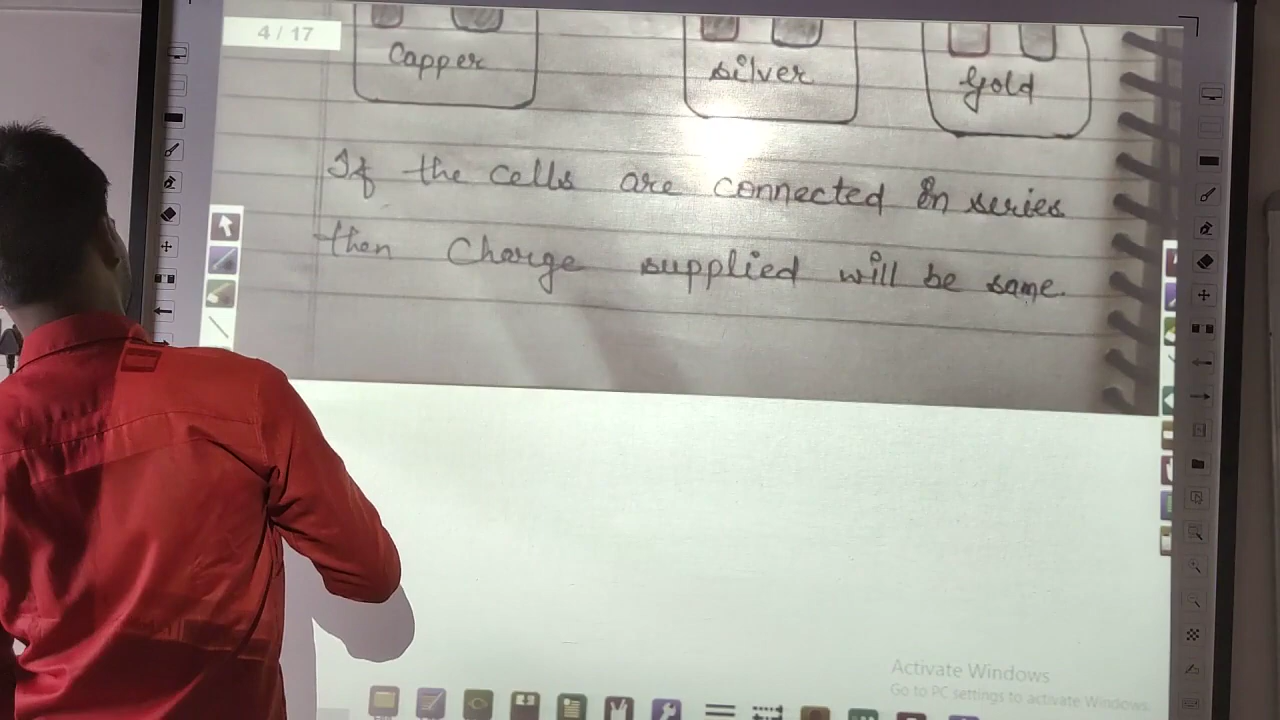 4 / 17
Capper
silver
Gold
If the cells are connected in series
then Charge supplied will be same.
Activate Windows
Go to PC settings to activate Windows.